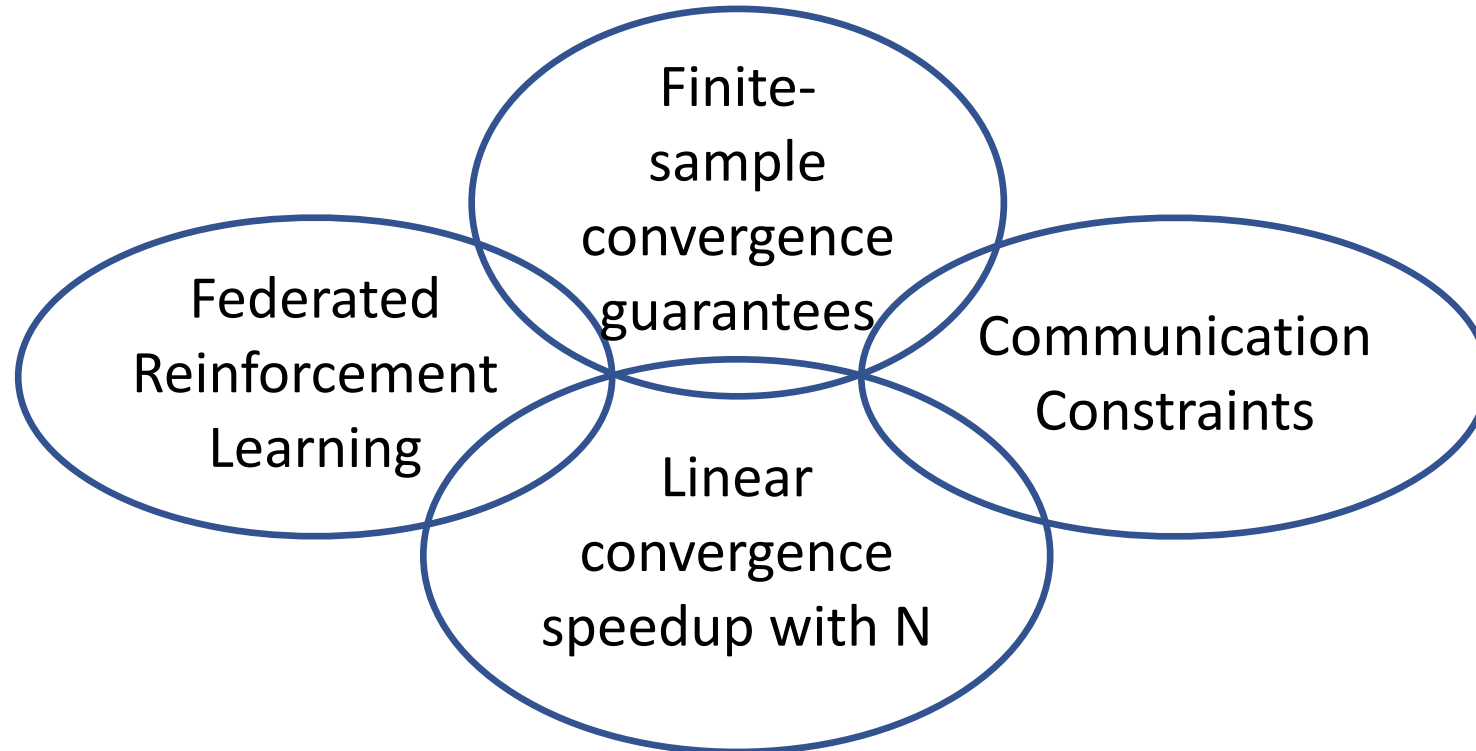 Finite-
sample
convergence
guarantees
Federated
Reinforcement
Learning
Communication
Constraints
Linear
convergence
speedup with N